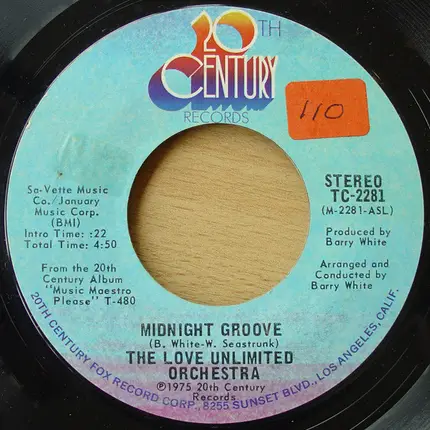 20TH
CENTURY
RECORDS
110
Sa-Vette Music
Co./January
Music Corp.
(BMI)
Intro Time: :22
Total Time: 4:50
From the 20th
Century Album
"Music Maestro
Please" T-480
STEREO
TC-2281
(M-2281-ASL)
Produced by
Barry White
Arranged and
Conducted by
Barry White
MIDNIGHT GROOVE
(B. White-W. Seastrunk)
THE LOVE UNLIMITED
ORCHESTRA
℗1975 20th Century
Records
20TH CENTURY FOX RECORD CORP., 8255 SUNSET BLVD., LOS ANGELES, CALIF.